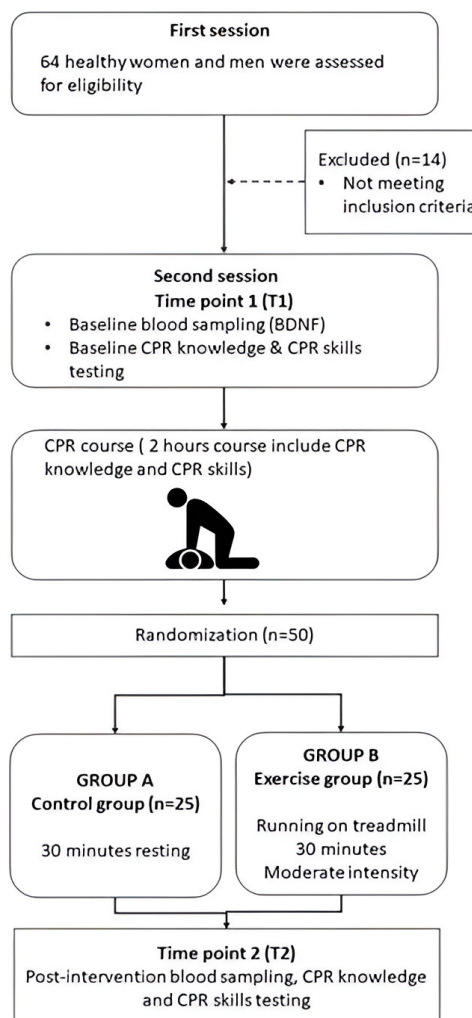 First session
64 healthy women and men were assessed
for eligibility
Excluded (n=14)
• Not meeting
inclusion criteria
Second session
Time point 1 (T1)
• Baseline blood sampling (BDNF)
• Baseline CPR knowledge & CPR skills
testing
CPR course ( 2 hours course include CPR
knowledge and CPR skills)
Randomization (n=50)
GROUP A
Control group (n=25)
30 minutes resting
GROUP B
Exercise group (n=25)
Running on treadmill
30 minutes
Moderate intensity
Time point 2 (T2)
Post-intervention blood sampling, CPR knowledge
and CPR skills testing